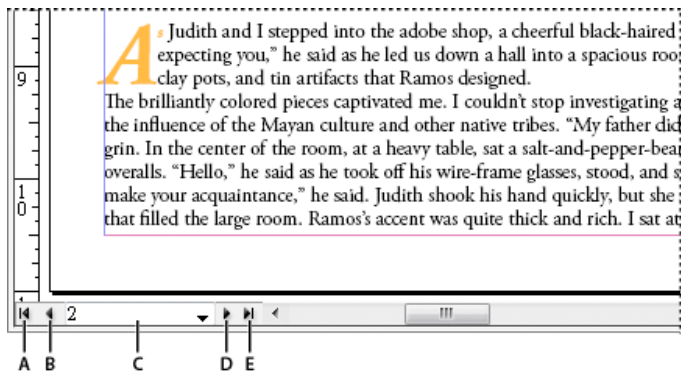 As Judith and I stepped into the adobe shop, a cheerful black-haired
expecting you,” he said as he led us down a hall into a spacious roo
clay pots, and tin artifacts that Ramos designed.
The brilliantly colored pieces captivated me. I couldn’t stop investigating a
the influence of the Mayan culture and other native tribes. “My father did
grin. In the center of the room, at a heavy table, sat a salt-and-pepper-bea
overalls. “Hello,” he said as he took off his wire-frame glasses, stood, and s
make your acquaintance,” he said. Judith shook his hand quickly, but she
that filled the large room. Ramos’s accent was quite thick and rich. I sat at
9
10
1
2
A B C D E